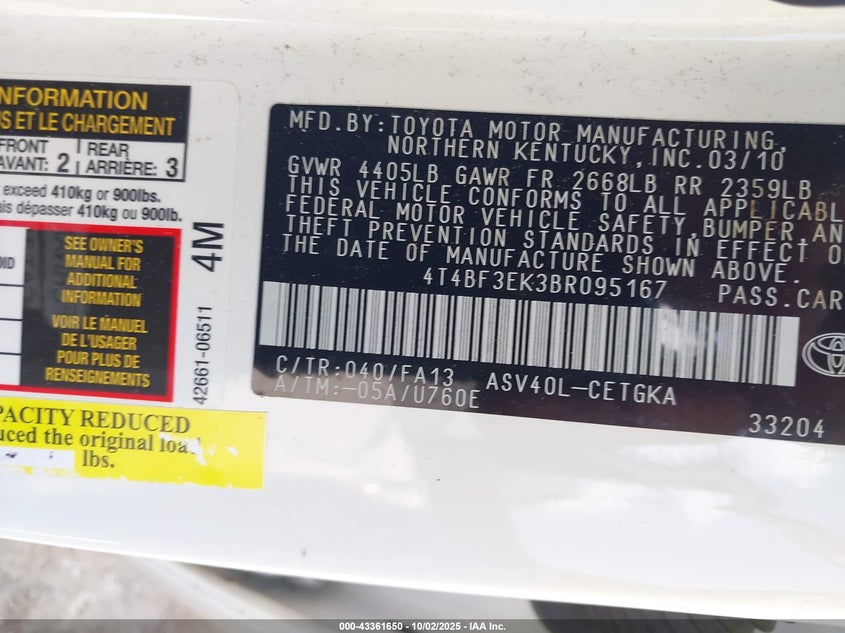 NFORMATION
US ET LE CHARGEMENT
FRONT
AVANT: 2
REAR
ARRIÈRE: 3
exceed 410kg or 900lbs.
ais dépasser 410kg ou 900lb.
SEE OWNER'S
MANUAL FOR
ADDITIONAL
INFORMATION
VOIR LE MANUEL
DE L'USAGER
POUR PLUS DE
RENSEIGNEMENTS
4M
42661-06511
PACITY REDUCED
uced the original load
lbs.
MFD.BY:TOYOTA MOTOR MANUFACTURING,
NORTHERN KENTUCKY,INC.03/10
GVWR 4405LB GAWR FR 2668LB RR 2359LB
THIS VEHICLE CONFORMS TO ALL APPLICABL
FEDERAL MOTOR VEHICLE SAFETY,BUMPER AN
THEFT PREVENTION STANDARDS IN EFFECT O
THE DATE OF MANUFACTURE SHOWN ABOVE.
4T4BF3EK3BR095167 PASS.CAR
C/TR:040/FA13 ASV40L-CETGKA
A/TM:-05A/U760E
33204
TOYOTA
000-43361650 - 10/02/2025 - IAA Inc.